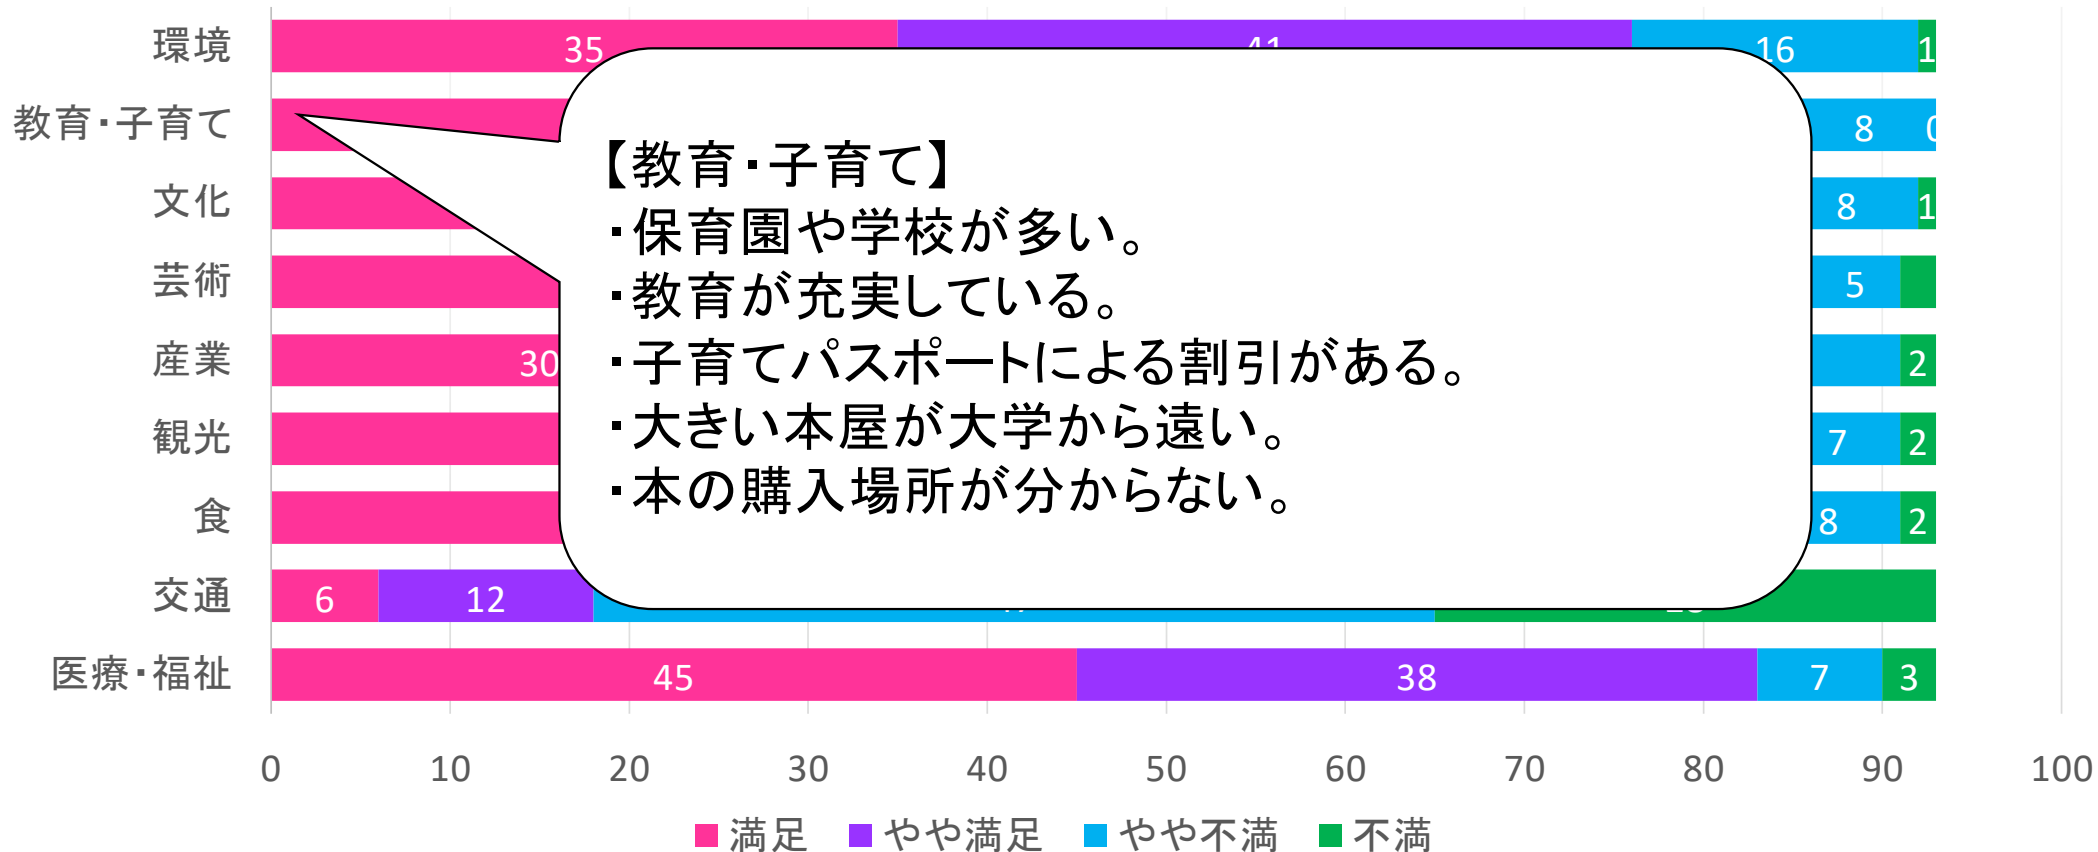 環境 35 41 16 1
教育・子育て 8 0
文化 8 1
芸術 5
産業 30 2
観光 7 2
食 8 2
交通 6 12
医療・福祉 45 38 7 3
【教育・子育て】
・保育園や学校が多い。
・教育が充実している。
・子育てパスポートによる割引がある。
・大きい本屋が大学から遠い。
・本の購入場所が分からない。
0 10 20 30 40 50 60 70 80 90 100
満足 やや満足 やや不満 不満